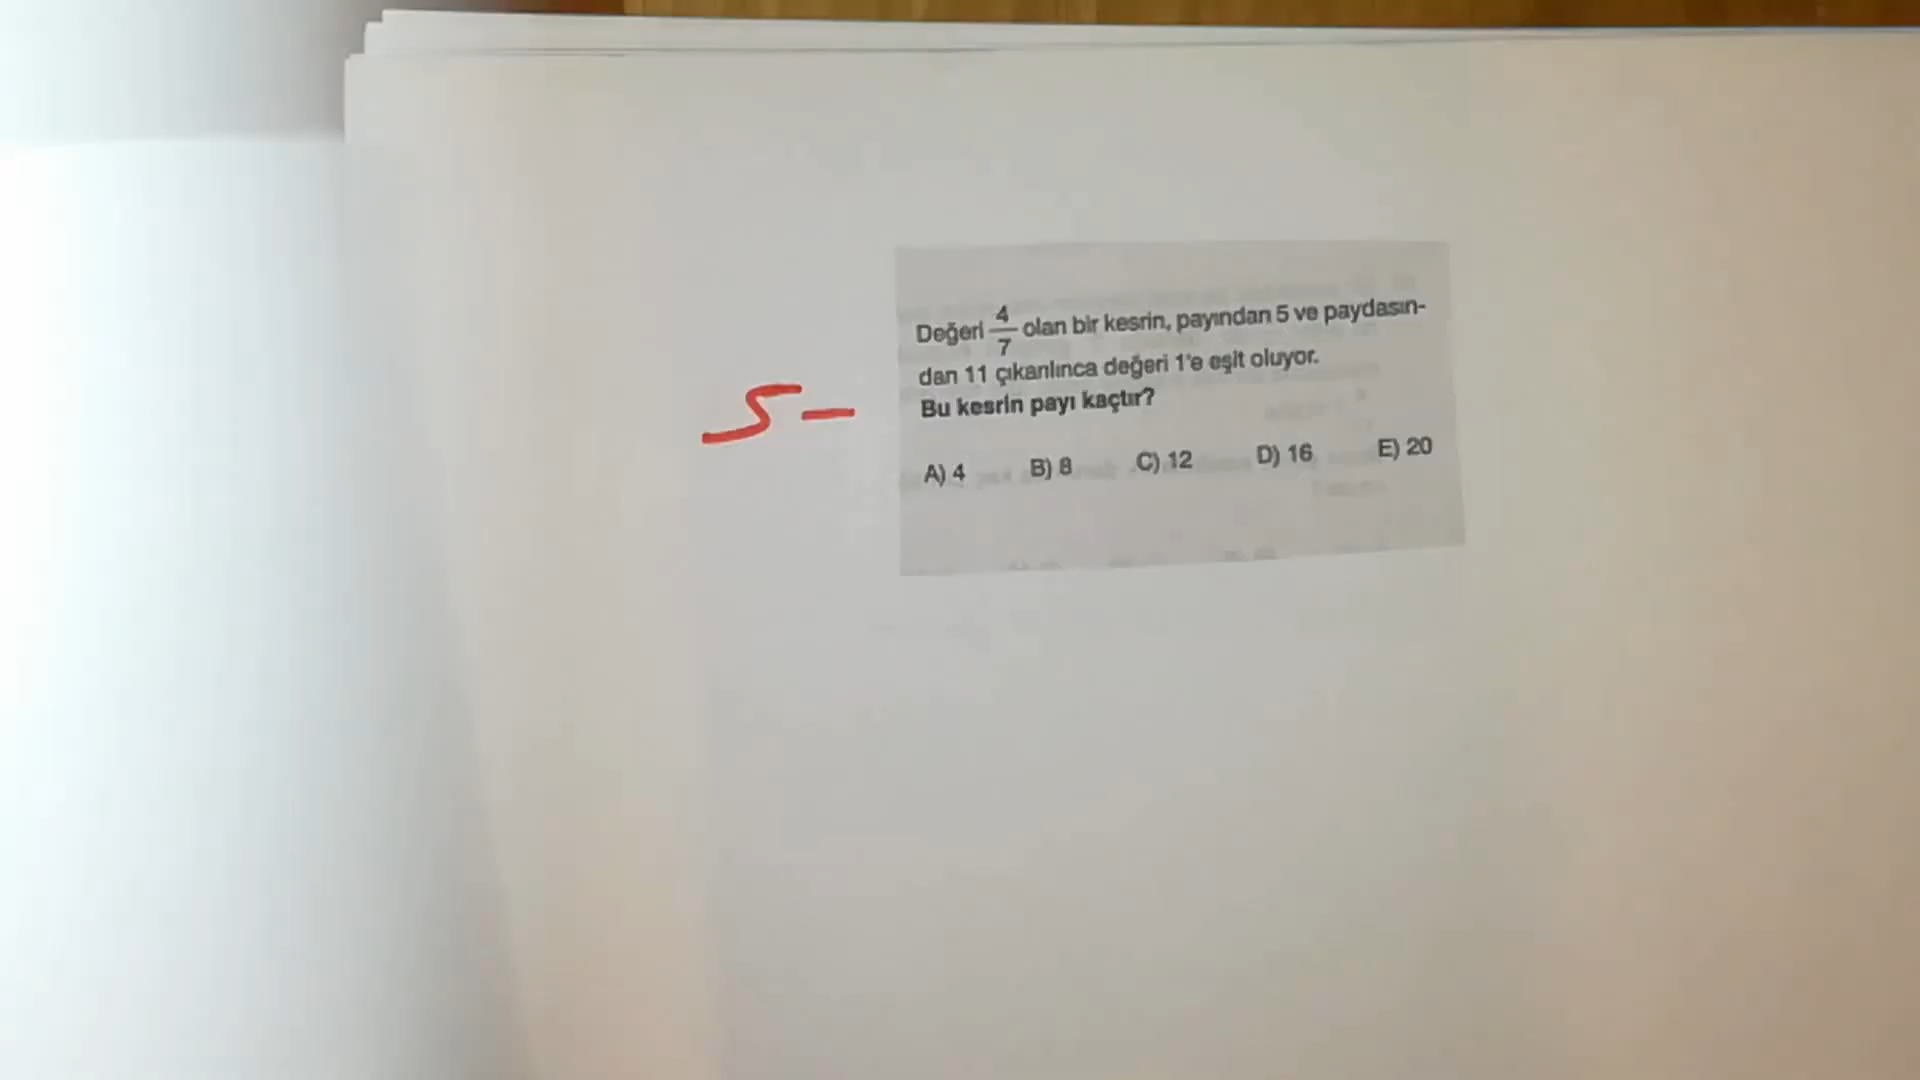 5-
Değeri 4/7 olan bir kesrin, payından 5 ve paydasın-
dan 11 çıkarılınca değeri 1'e eşit oluyor.
Bu kesrin payı kaçtır?
A) 4 B) 8 C) 12 D) 16 E) 20